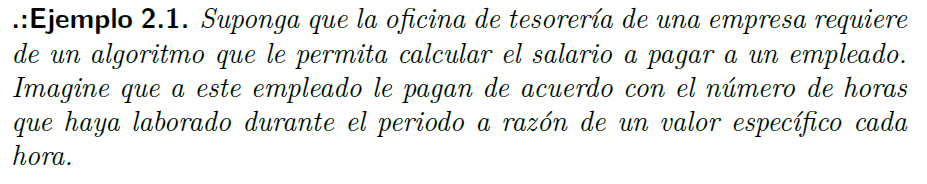 .:Ejemplo 2.1. Suponga que la oficina de tesorería de una empresa requiere
de un algoritmo que le permita calcular el salario a pagar a un empleado.
Imagine que a este empleado le pagan de acuerdo con el número de horas
que haya laborado durante el periodo a razón de un valor específico cada
hora.